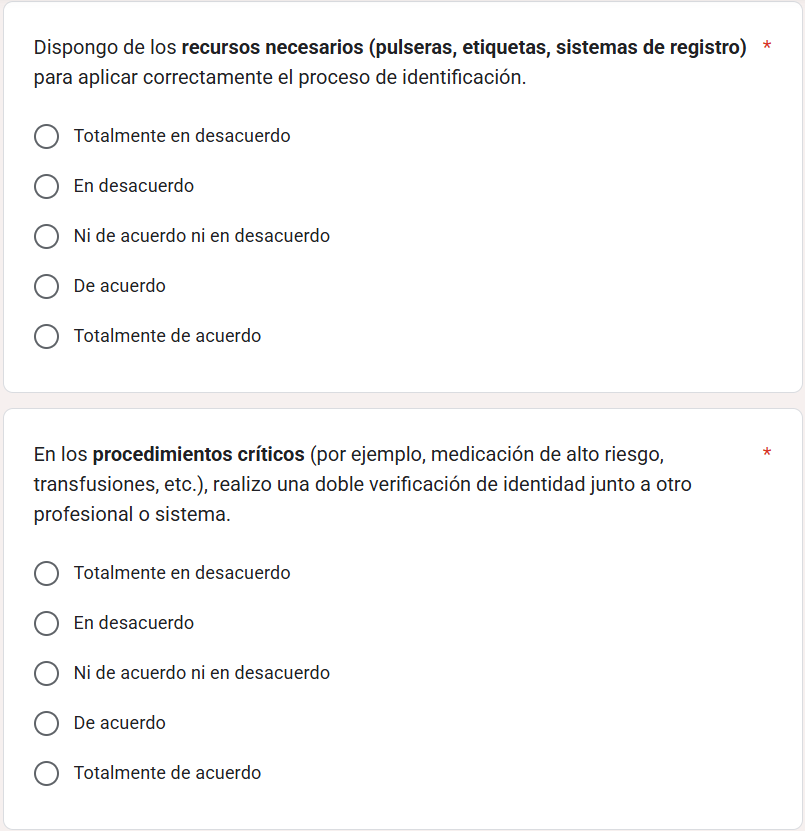 Dispongo de los recursos necesarios (pulseras, etiquetas, sistemas de registro) *
para aplicar correctamente el proceso de identificación.
Totalmente en desacuerdo
En desacuerdo
Ni de acuerdo ni en desacuerdo
De acuerdo
Totalmente de acuerdo
En los procedimientos críticos (por ejemplo, medicación de alto riesgo, *
transfusiones, etc.), realizo una doble verificación de identidad junto a otro
profesional o sistema.
Totalmente en desacuerdo
En desacuerdo
Ni de acuerdo ni en desacuerdo
De acuerdo
Totalmente de acuerdo